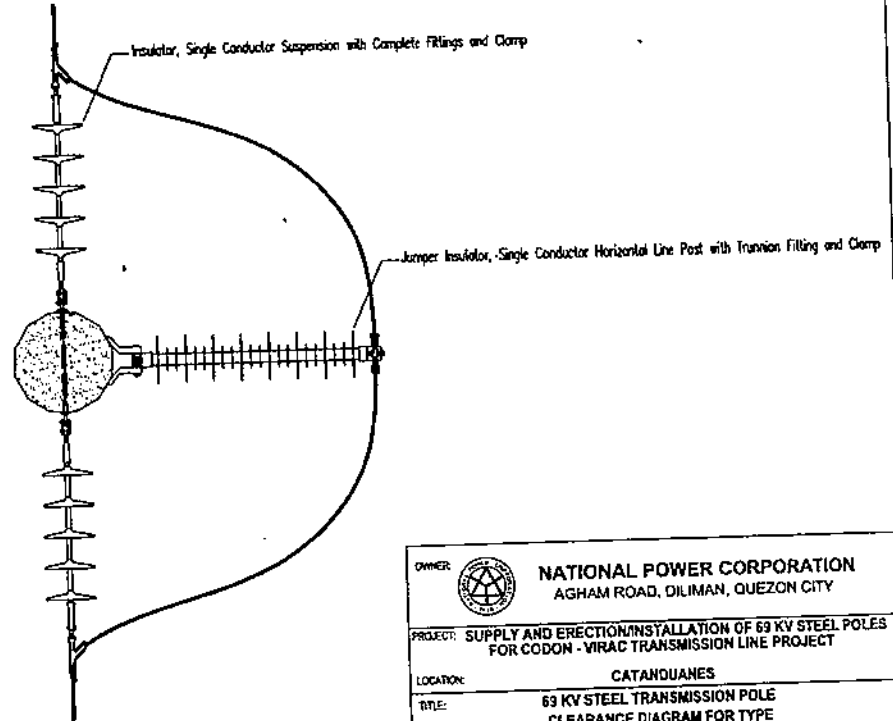 Insulator, Single Conductor Suspension with Complete Fittings and Clamp
Jumper Insulator, -Single Conductor Horizontal Line Post with Trunnion Fitting and Clamp
OWNER:
NATIONAL POWER CORPORATION
AGHAM ROAD, DILIMAN, QUEZON CITY
PROJECT: SUPPLY AND ERECTION/INSTALLATION OF 69 KV STEEL POLES
FOR CODON - VIRAC TRANSMISSION LINE PROJECT
LOCATION: CATANDUANES
TITLE: 69 KV STEEL TRANSMISSION POLE
CLEARANCE DIAGRAM FOR TYPE